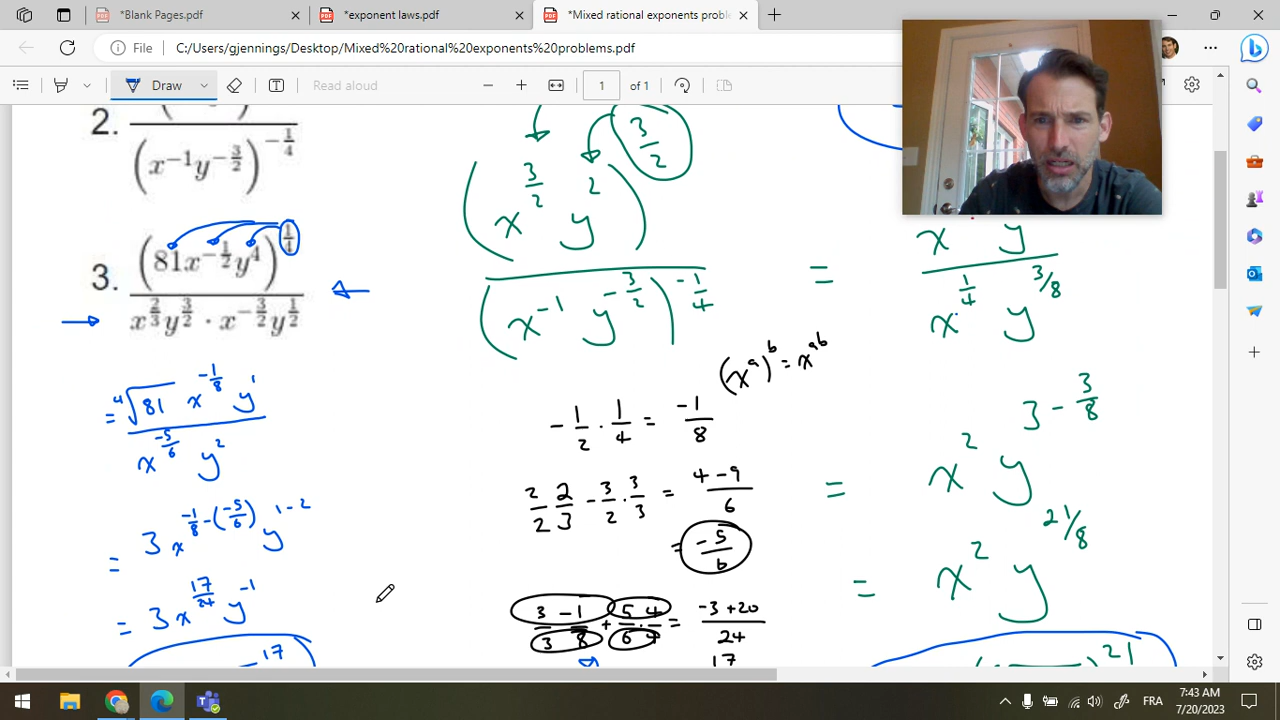 *Blank Pages.pdf
*exponent laws.pdf
*Mixed rational exponents probl
File
C:/Users/gjennings/Desktop/Mixed%20rational%20exponents%20problems.pdf
Draw
Read aloud
1 of 1
2. (x^{-1}y^{-3/2})^{-1/4}
3. (81x^{-1/2}y^4)^{1/4}
x^{2/3}y^{3/2} · x^{-3/2}y^{1/2}
= ∜81 x^{-1/8} y^1
x^{-5/6} y^2
= 3x^{-1/8-(-5/6)} y^{1-2}
= 3x^{17/24} y^{-1}
17
3/2
(x^{3/2} y^2)
(x^{-1} y^{-3/2})^{-1/4}
=
x y
x^{1/4} y^{3/8}
(x^a)^b = x^{ab}
-1/2 · 1/4 = -1/8
2/2 2/3 - 3/2 · 3/3 = 4-9/6
= -5/6
3/3 -1/8 + 5/6 · 4/4 = -3+20/24
17
= x^2 y^{3-3/8}
= x^2 y^{2 1/8}
21
FRA
7:43 AM
7/20/2023